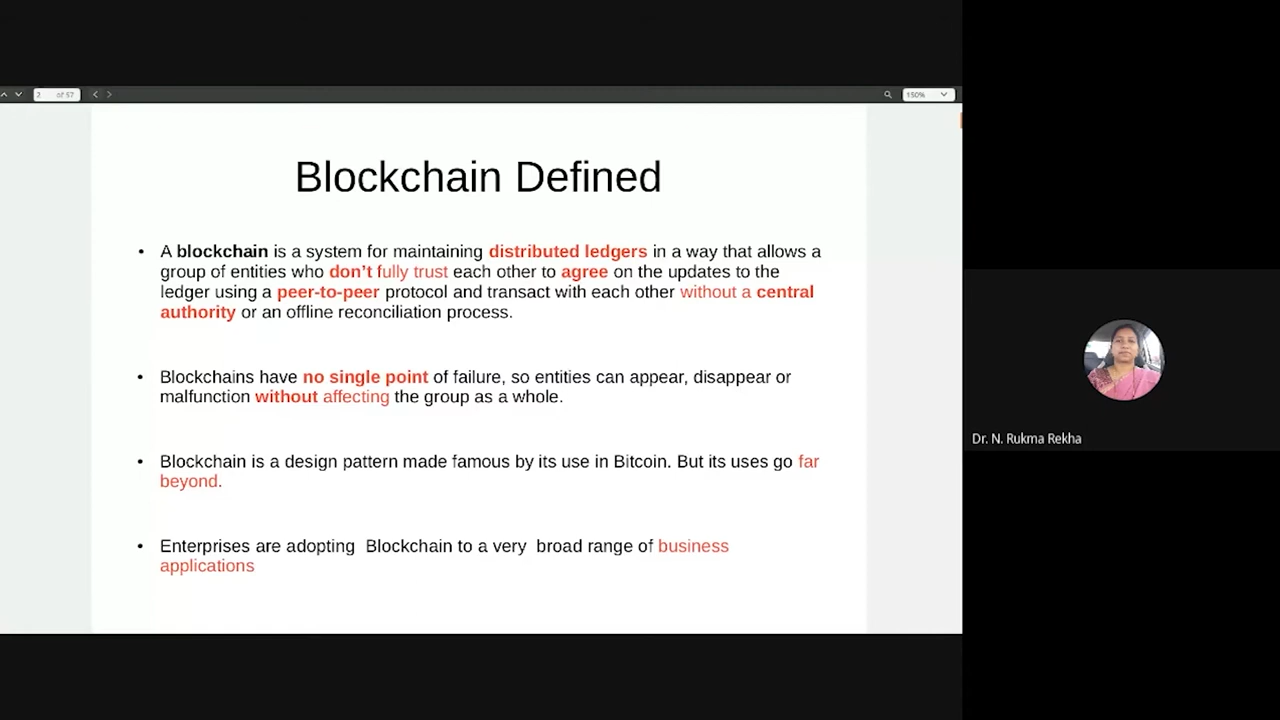 2 of 57
150%
Blockchain Defined
• A blockchain is a system for maintaining distributed ledgers in a way that allows a
group of entities who don't fully trust each other to agree on the updates to the
ledger using a peer-to-peer protocol and transact with each other without a central
authority or an offline reconciliation process.
• Blockchains have no single point of failure, so entities can appear, disappear or
malfunction without affecting the group as a whole.
• Blockchain is a design pattern made famous by its use in Bitcoin. But its uses go far
beyond.
• Enterprises are adopting  Blockchain to a very  broad range of business
applications
Dr. N. Rukma Rekha